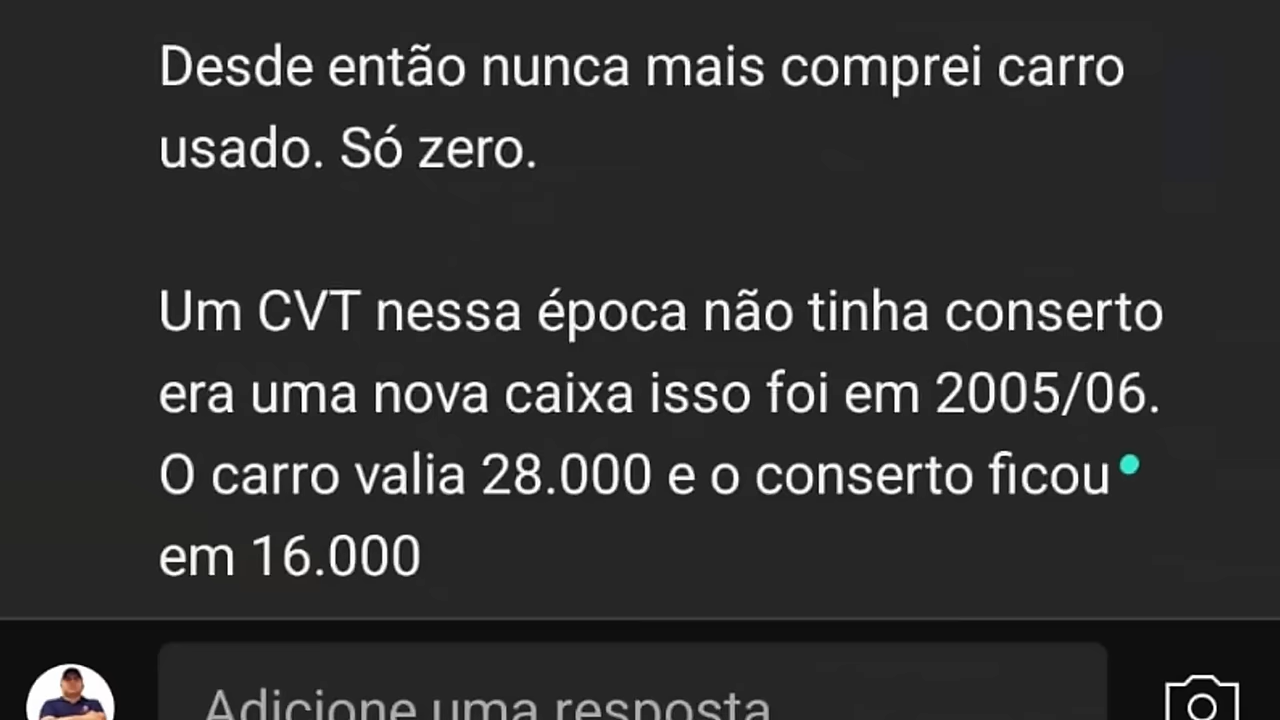 Desde então nunca mais comprei carro
usado. Só zero.
Um CVT nessa época não tinha conserto
era uma nova caixa isso foi em 2005/06.
O carro valia 28.000 e o conserto ficou
em 16.000
Adicione uma resposta